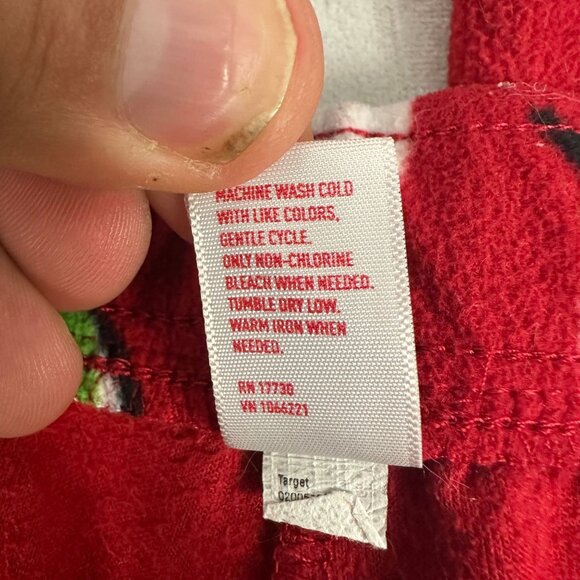 MACHINE WASH COLD
WITH LIKE COLORS,
GENTLE CYCLE.
ONLY NON-CHLORINE
BLEACH WHEN NEEDED.
TUMBLE DRY LOW.
WARM IRON WHEN
NEEDED.
RN 17730
VN 1066221
Target